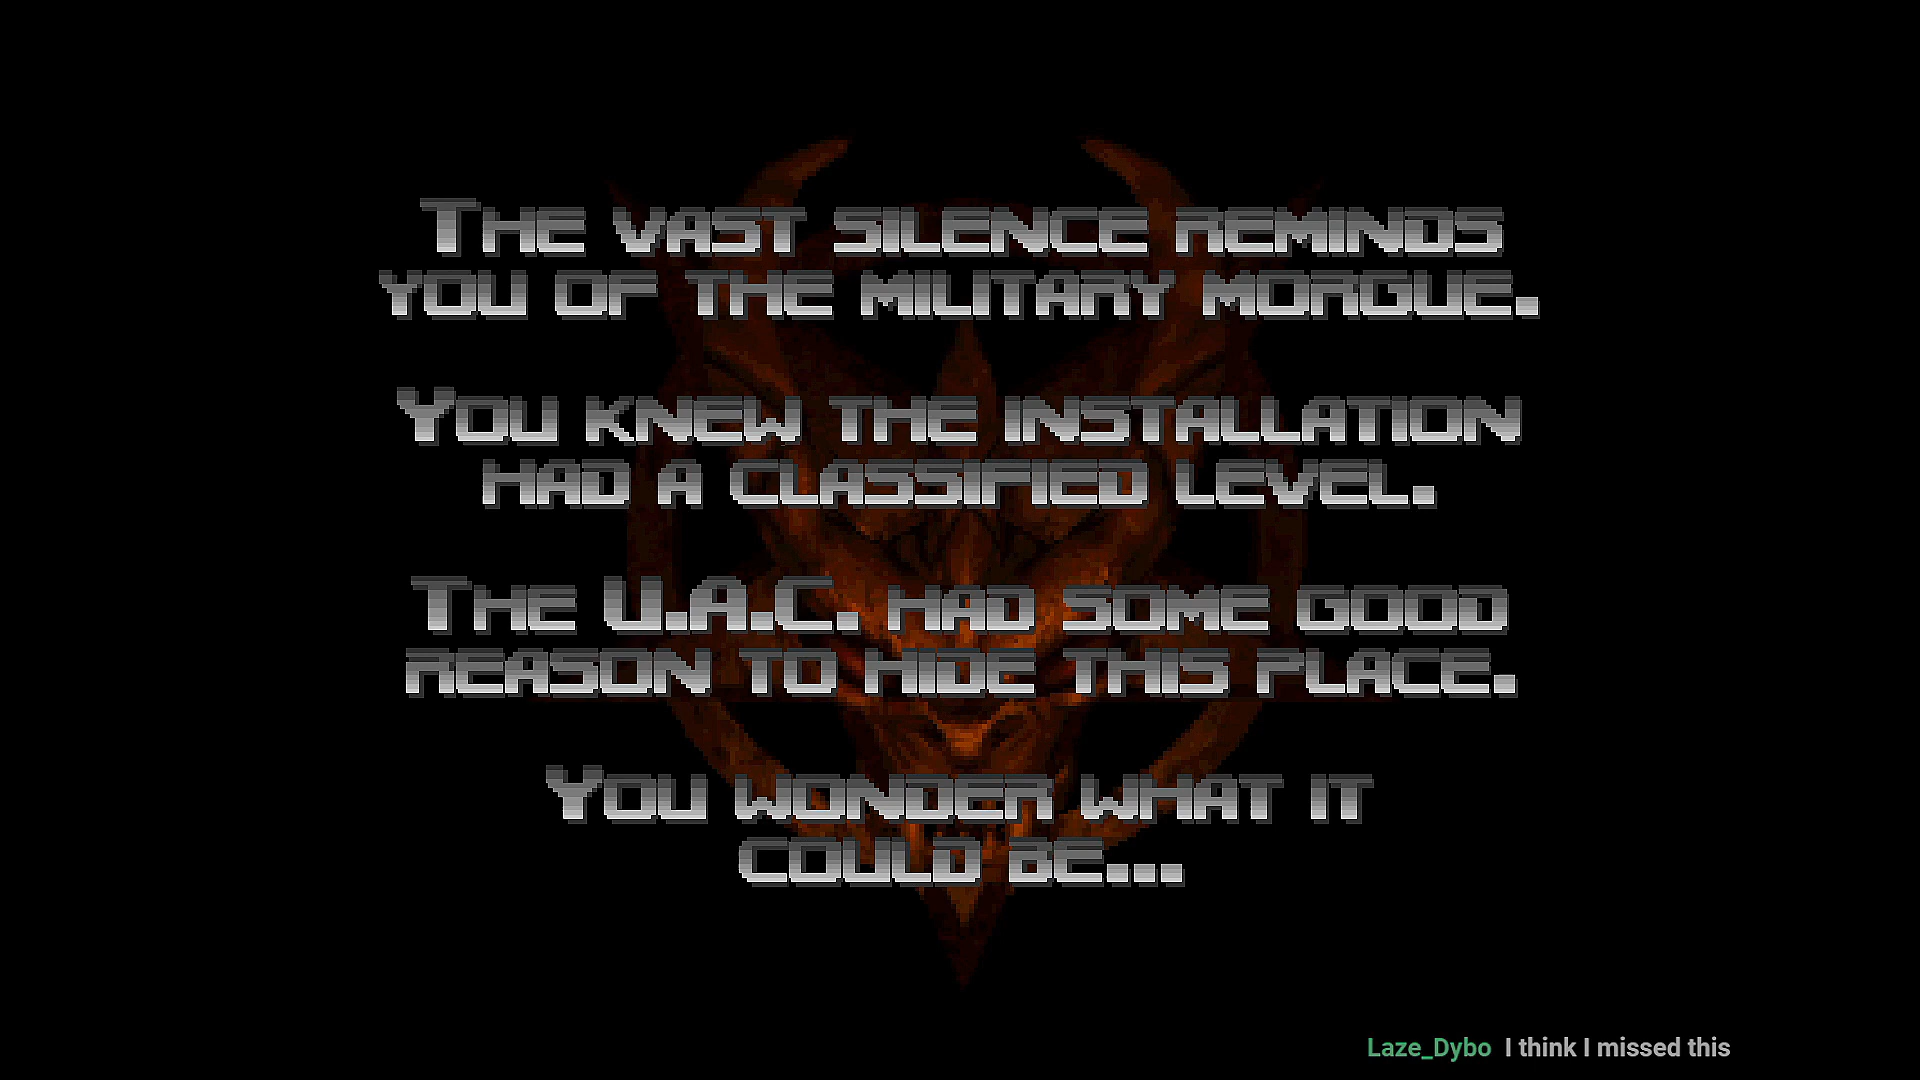 The vast silence reminds
you of the military morgue.
You knew the installation
had a classified level.
The U.A.C. had some good
reason to hide this place.
You wonder what it
could be...
Laze_Dybo I think I missed this